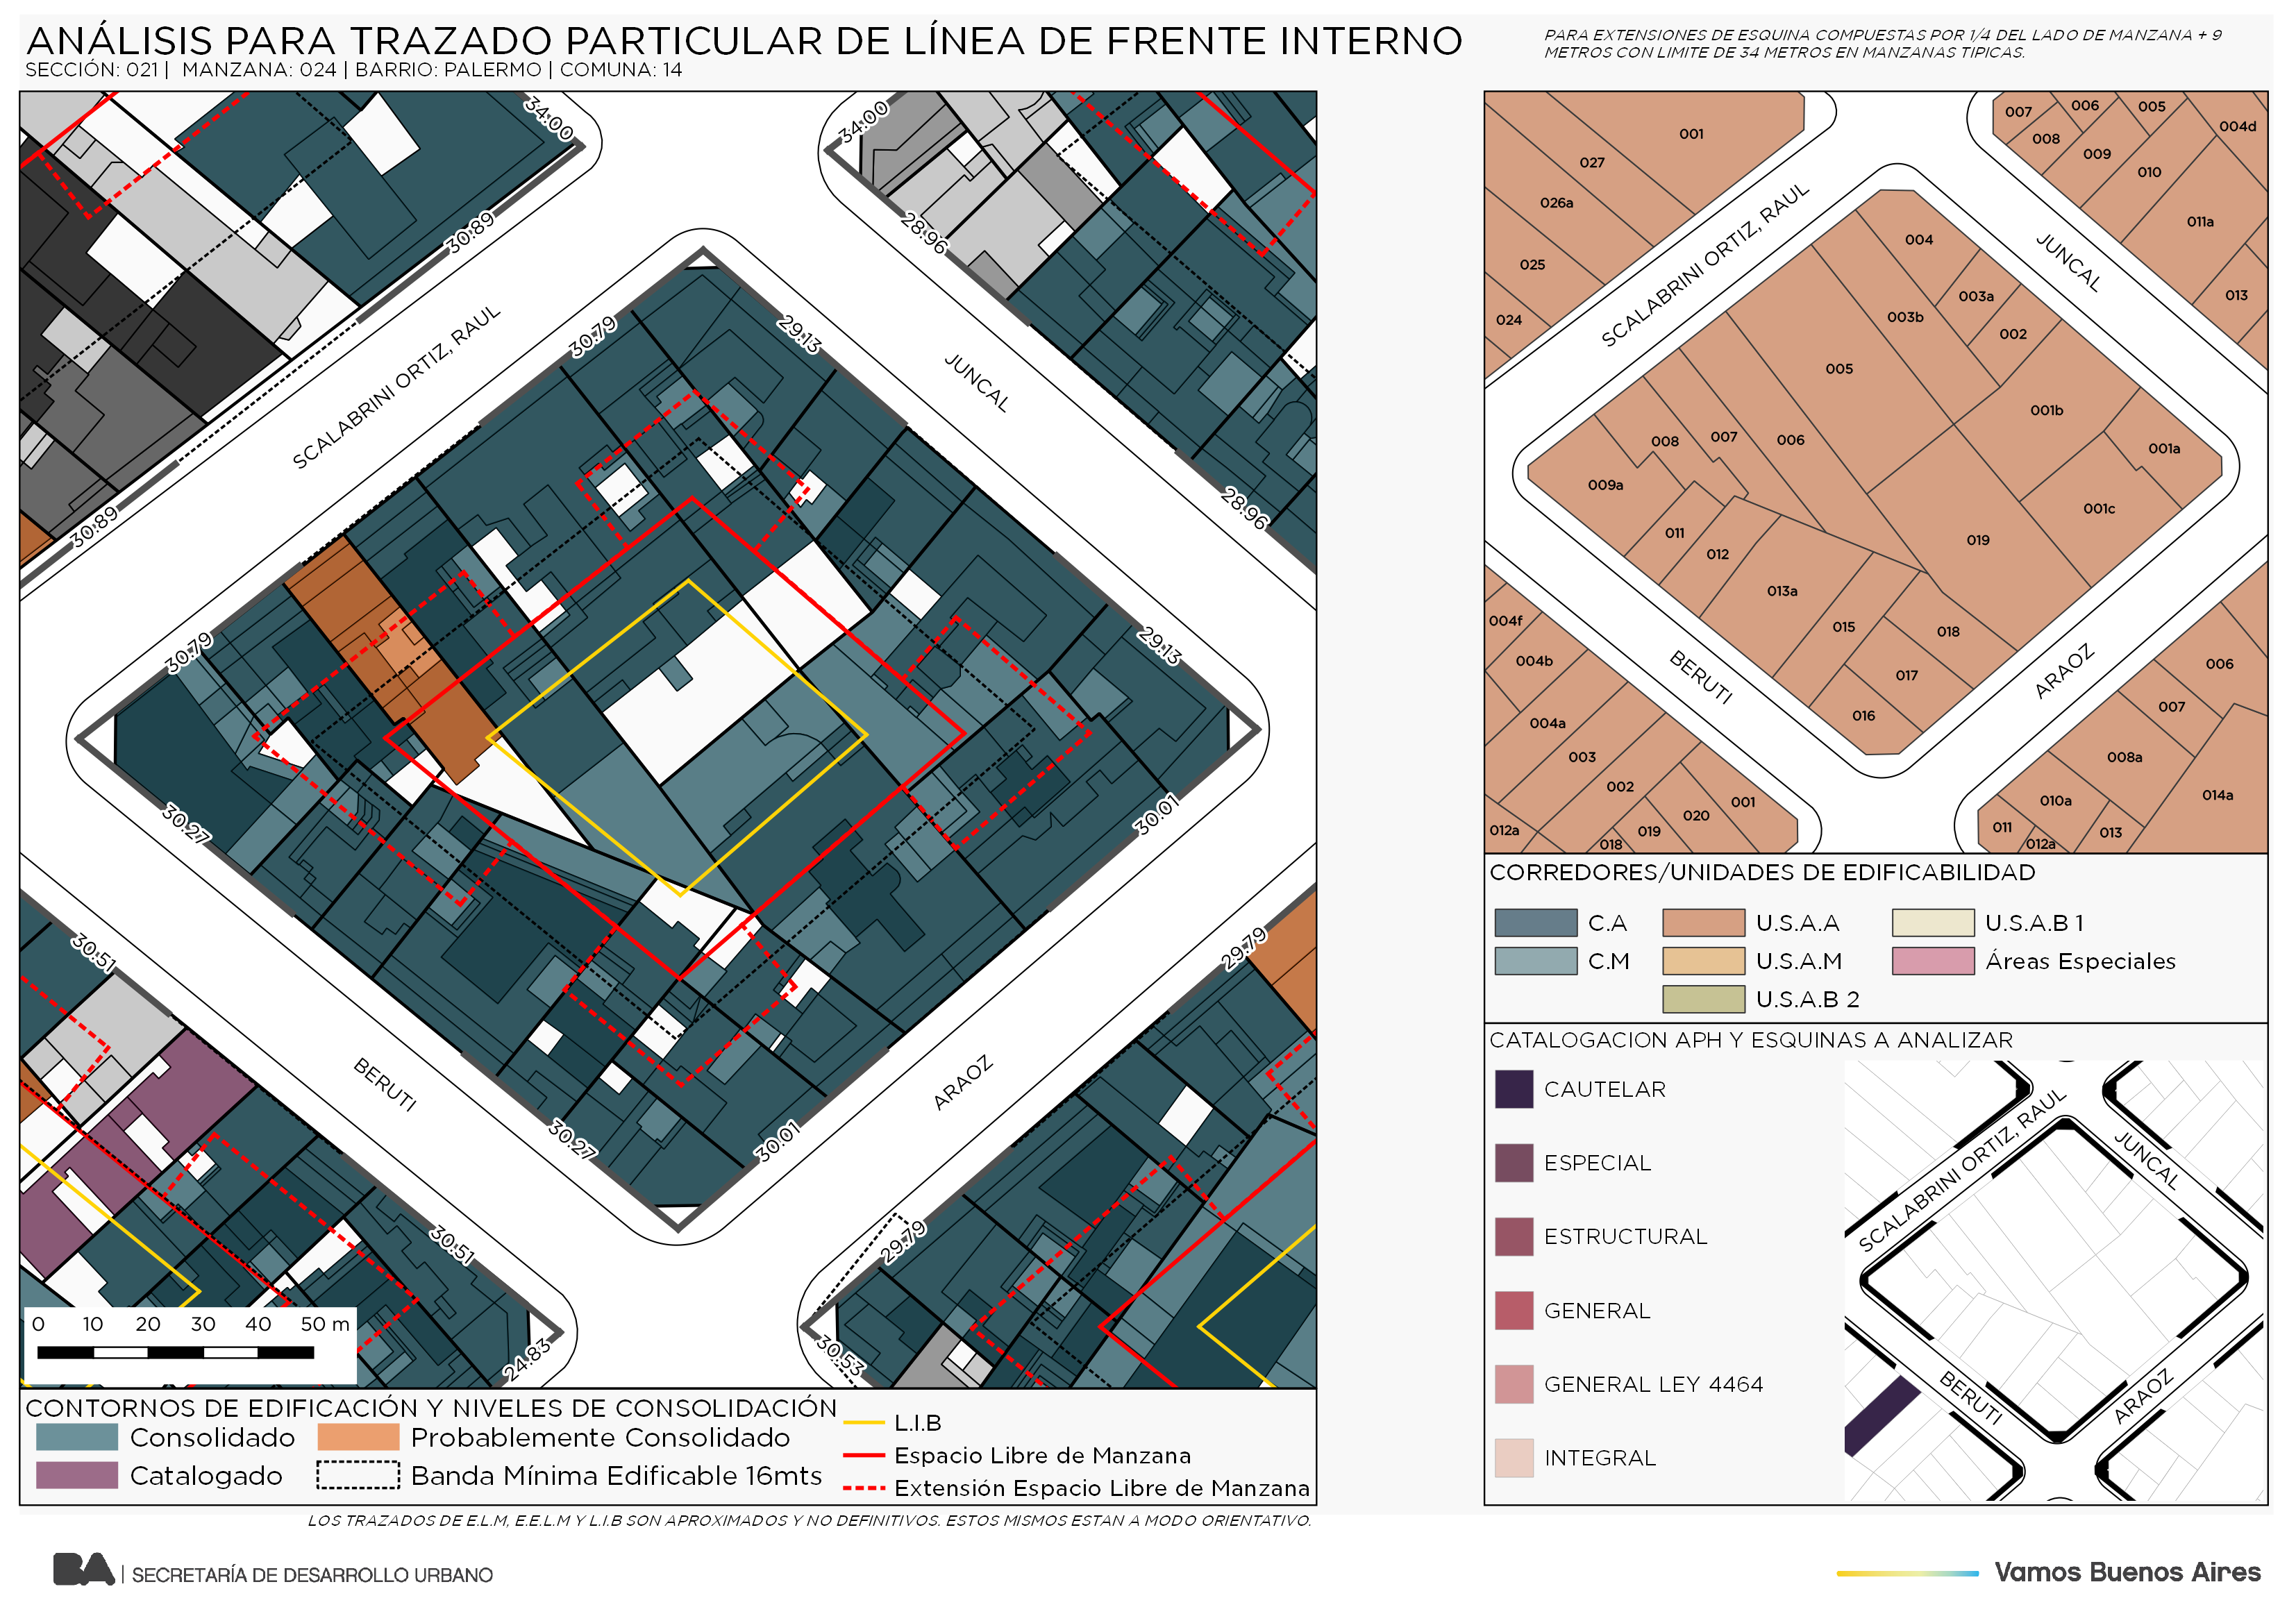 ANÁLISIS PARA TRAZADO PARTICULAR DE LÍNEA DE FRENTE INTERNO
SECCIÓN: 021 | MANZANA: 024 | BARRIO: PALERMO | COMUNA: 14
PARA EXTENSIONES DE ESQUINA COMPUESTAS POR 1/4 DEL LADO DE MANZANA + 9
METROS CON LIMITE DE 34 METROS EN MANZANAS TIPICAS.
34.00
34.00
30.89
28.96
SCALABRINI ORTIZ, RAUL
30.79
29.13
JUNCAL
30.89
28.96
30.79
29.13
30.27
30.01
30.51
29.79
BERUTI
ARAOZ
30.27
30.01
30.51
29.79
24.83
30.53
0 10 20 30 40 50 m
CONTORNOS DE EDIFICACIÓN Y NIVELES DE CONSOLIDACIÓN
Consolidado
Probablemente Consolidado
Catalogado
Banda Mínima Edificable 16mts
L.I.B
Espacio Libre de Manzana
Extensión Espacio Libre de Manzana
LOS TRAZADOS DE E.L.M, E.E.L.M Y L.I.B SON APROXIMADOS Y NO DEFINITIVOS. ESTOS MISMOS ESTAN A MODO ORIENTATIVO.
001
027
026a
025
024
007
006
005
004d
008
009
010
011a
013
SCALABRINI ORTIZ, RAUL
JUNCAL
004
003a
003b
002
005
001b
001a
008
007
006
009a
001c
011
012
019
013a
015
018
017
016
BERUTI
ARAOZ
004f
004b
004a
003
002
001
020
019
018
012a
006
007
008a
014a
010a
011
013
012a
CORREDORES/UNIDADES DE EDIFICABILIDAD
C.A
U.S.A.A
U.S.A.B 1
C.M
U.S.A.M
Áreas Especiales
U.S.A.B 2
CATALOGACION APH Y ESQUINAS A ANALIZAR
CAUTELAR
ESPECIAL
ESTRUCTURAL
GENERAL
GENERAL LEY 4464
INTEGRAL
SCALABRINI ORTIZ, RAUL
JUNCAL
BERUTI
ARAOZ
BA | SECRETARÍA DE DESARROLLO URBANO
Vamos Buenos Aires